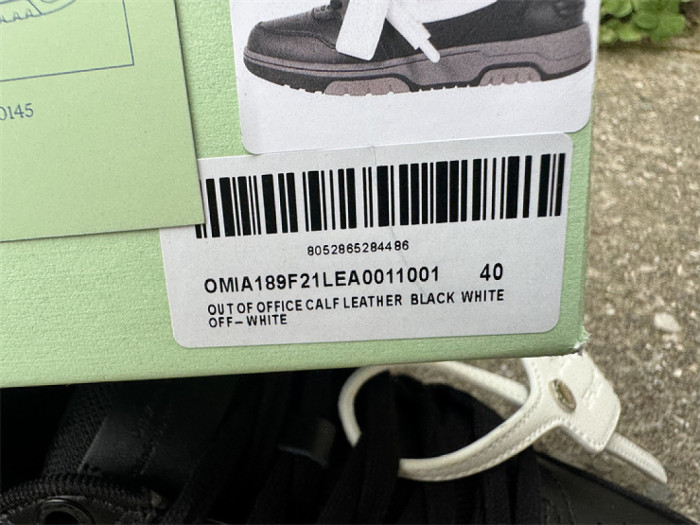 0145
8052865284486
OMIA189F21LEA0011001 40
OUT OF OFFICE CALF LEATHER BLACK WHITE
OFF-WHITE